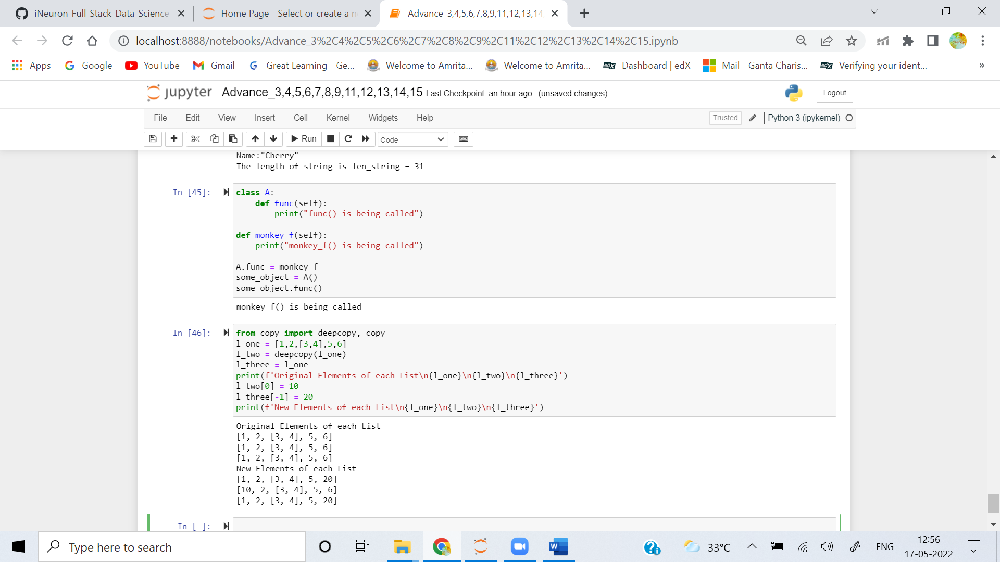 iNeuron-Full-Stack-Data-Science
Home Page - Select or create a n
Advance_3,4,5,6,7,8,9,11,12,13,14
localhost:8888/notebooks/Advance_3%2C4%2C5%2C6%2C7%2C8%2C9%2C11%2C12%2C13%2C14%2C15.ipynb
Apps Google YouTube Gmail Great Learning - Ge... Welcome to Amrita... Welcome to Amrita... Dashboard | edX Mail - Ganta Charis... Verifying your ident... »
jupyter Advance_3,4,5,6,7,8,9,11,12,13,14,15 Last Checkpoint: an hour ago (unsaved changes) Logout
File Edit View Insert Cell Kernel Widgets Help Trusted Python 3 (ipykernel)
Run Code
Name:"Cherry"
The length of string is len_string = 31
In [45]:
class A:
    def func(self):
        print("func() is being called")
def monkey_f(self):
    print("monkey_f() is being called")
A.func = monkey_f
some_object = A()
some_object.func()
monkey_f() is being called
In [46]:
from copy import deepcopy, copy
l_one = [1,2,[3,4],5,6]
l_two = deepcopy(l_one)
l_three = l_one
print(f'Original Elements of each List\n{l_one}\n{l_two}\n{l_three}')
l_two[0] = 10
l_three[-1] = 20
print(f'New Elements of each List\n{l_one}\n{l_two}\n{l_three}')
Original Elements of each List
[1, 2, [3, 4], 5, 6]
[1, 2, [3, 4], 5, 6]
[1, 2, [3, 4], 5, 6]
New Elements of each List
[1, 2, [3, 4], 5, 20]
[10, 2, [3, 4], 5, 6]
[1, 2, [3, 4], 5, 20]
In [ ]:
Type here to search
33°C
ENG
12:56
17-05-2022